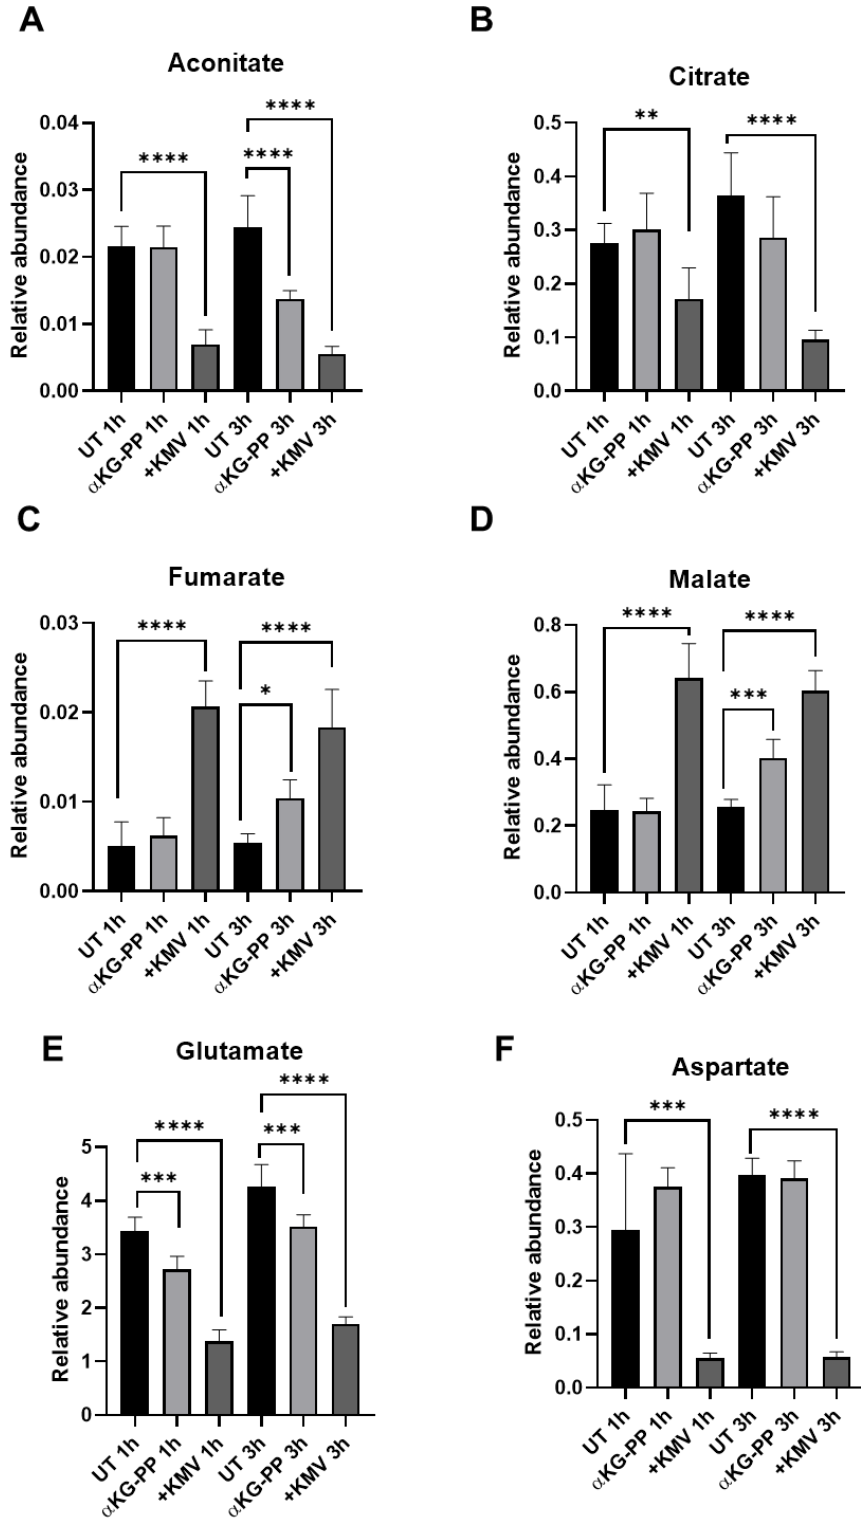 A
Aconitate
Relative abundance
0.04
0.03
0.02
0.01
0.00
****
****
****
UT 1h
αKG-PP 1h
+KMV 1h
UT 3h
αKG-PP 3h
+KMV 3h
B
Citrate
Relative abundance
0.5
0.4
0.3
0.2
0.1
0.0
**
****
UT 1h
αKG-PP 1h
+KMV 1h
UT 3h
αKG-PP 3h
+KMV 3h
C
Fumarate
Relative abundance
0.03
0.02
0.01
0.00
****
****
*
UT 1h
αKG-PP 1h
+KMV 1h
UT 3h
αKG-PP 3h
+KMV 3h
D
Malate
Relative abundance
0.8
0.6
0.4
0.2
0.0
****
****
***
UT 1h
αKG-PP 1h
+KMV 1h
UT 3h
αKG-PP 3h
+KMV 3h
E
Glutamate
Relative abundance
5
4
3
2
1
0
****
****
***
***
UT 1h
αKG-PP 1h
+KMV 1h
UT 3h
αKG-PP 3h
+KMV 3h
F
Aspartate
Relative abundance
0.5
0.4
0.3
0.2
0.1
0.0
***
****
UT 1h
αKG-PP 1h
+KMV 1h
UT 3h
αKG-PP 3h
+KMV 3h